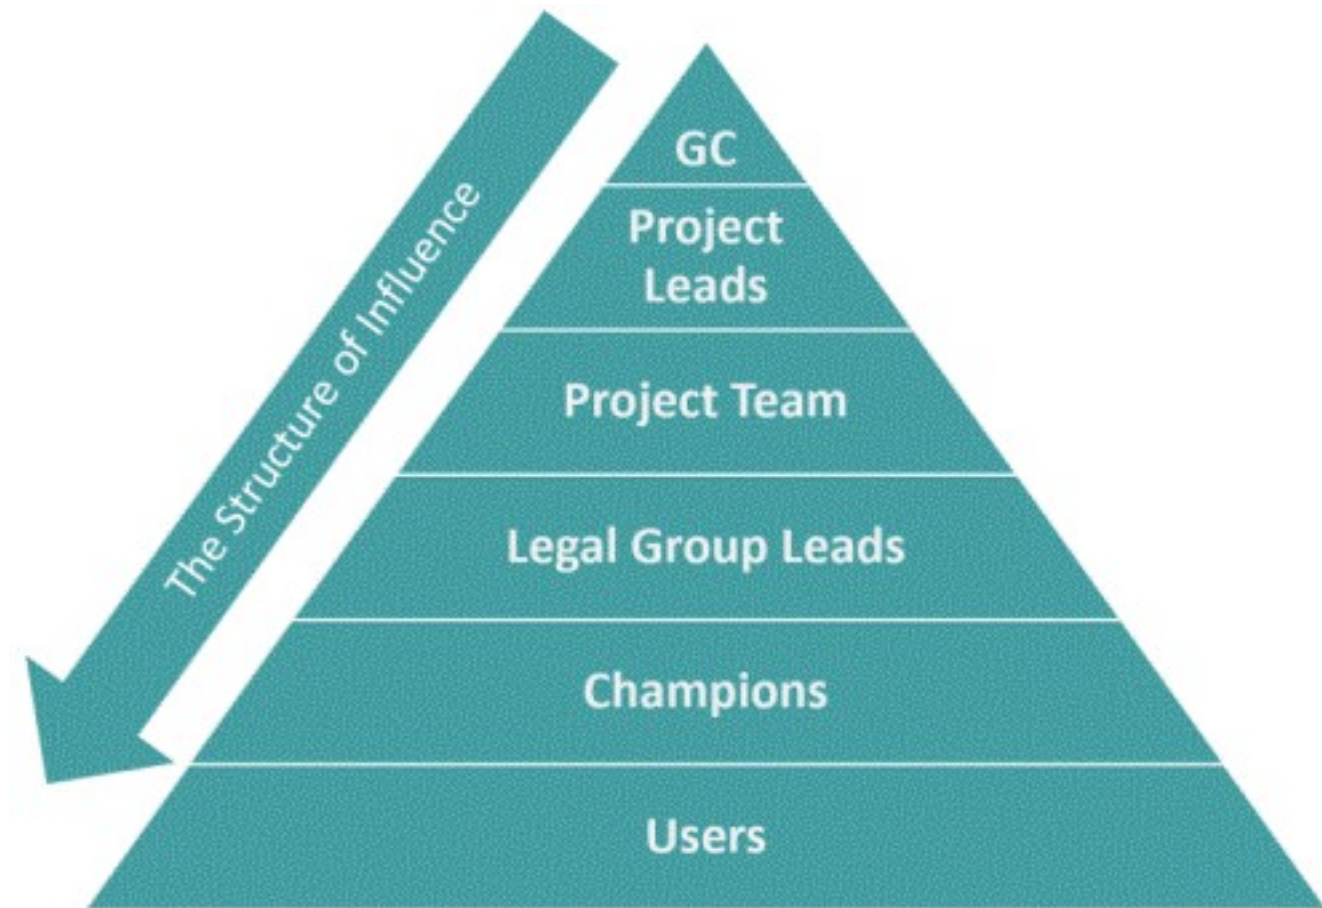 The Structure of Influence
GC
Project
Leads
Project Team
Legal Group Leads
Champions
Users